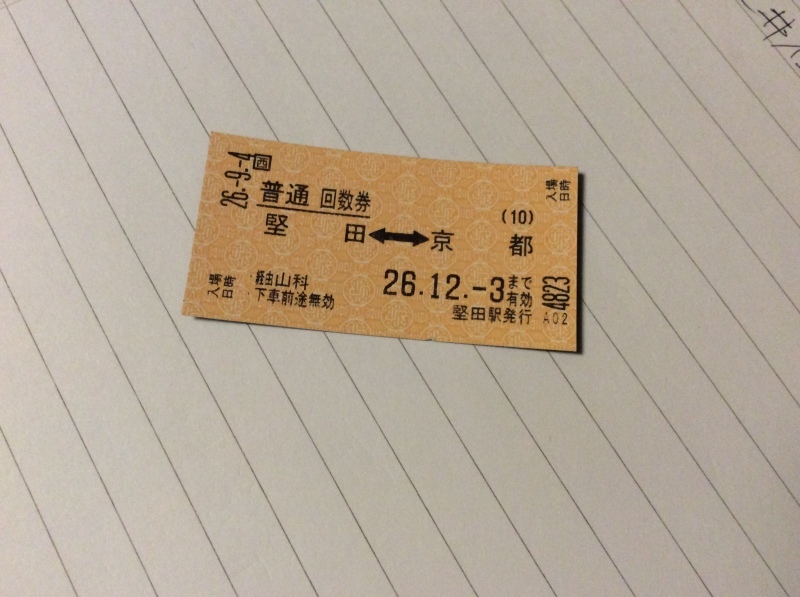 26.-9.-4 西
普通 回数券
(10)
堅田↔京都
経由山科
下車前途無効
26.12.-3まで有効
堅田駅発行
4823
A02
入場日時
入場日時